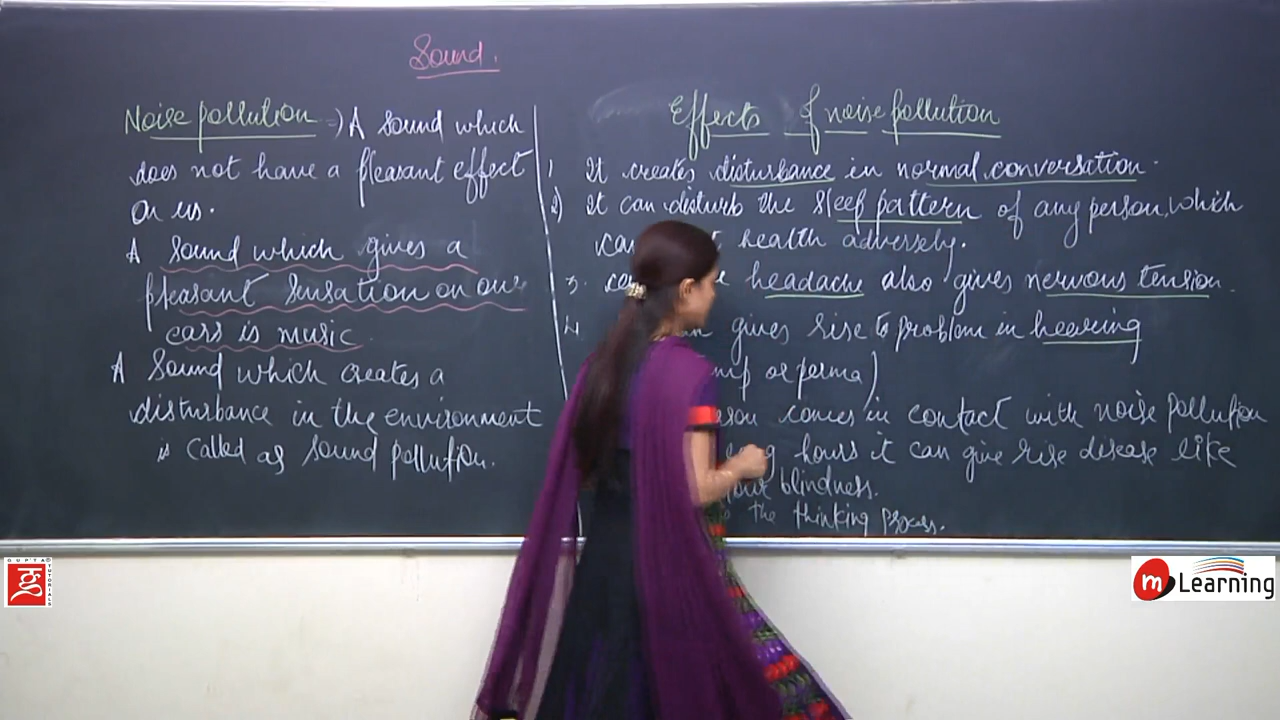 Sound.
Noise pollution => A sound which
does not have a pleasant effect
on us.
A sound which gives a
pleasant sensation on our
ears is music
A Sound which creates a
disturbance in the environment
is called as sound pollution.
Effects of noise pollution
1 It creates disturbance in normal conversation.
2) It can disturb the sleep pattern of any person, which
health adversely.
3. headache also gives nervous tension.
4 gives rise to problem in hearing
or perma)
comes in contact with noise pollution
long hours it can give rise disease like
blindness.
the thinking process.
GUPTA TUTORIALS
m Learning